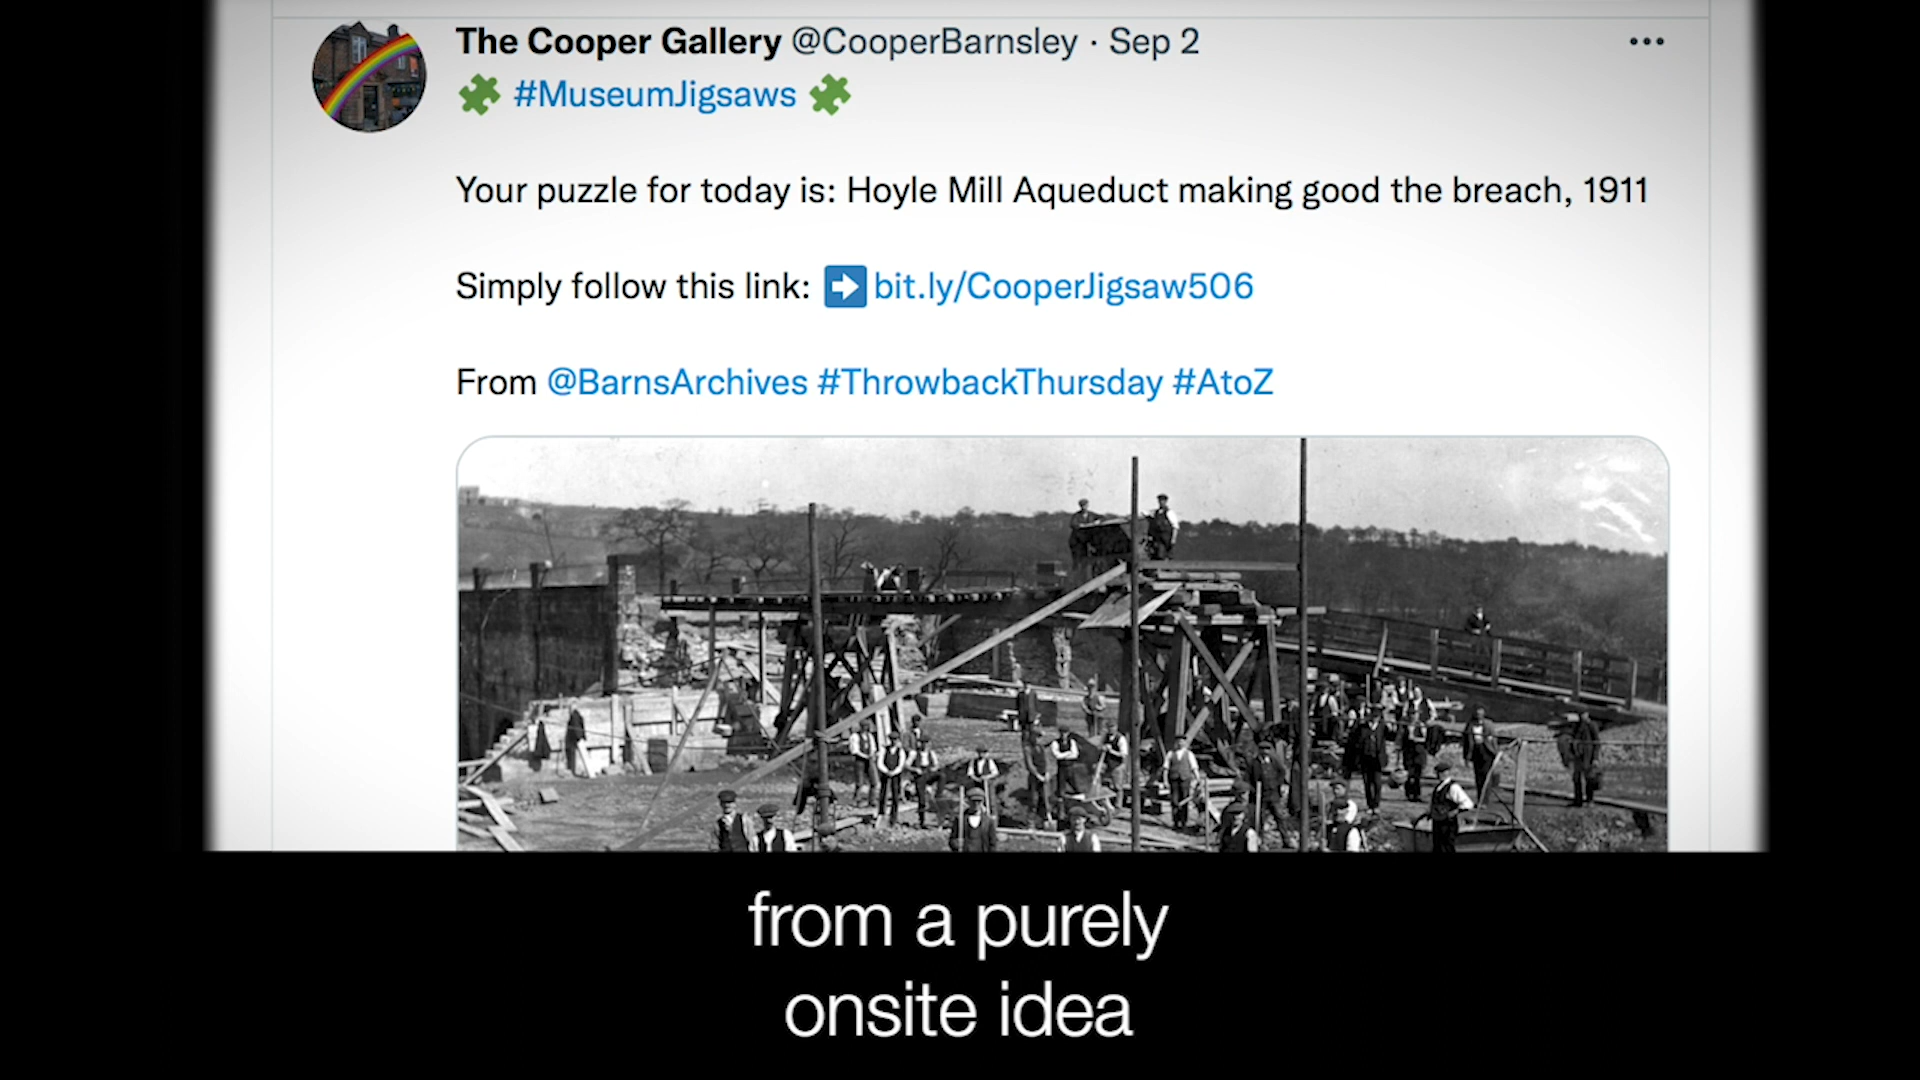 The Cooper Gallery @CooperBarnsley · Sep 2
#MuseumJigsaws
Your puzzle for today is: Hoyle Mill Aqueduct making good the breach, 1911
Simply follow this link: ➡️ bit.ly/CooperJigsaw506
From @BarnsArchives #ThrowbackThursday #AtoZ
from a purely
onsite idea